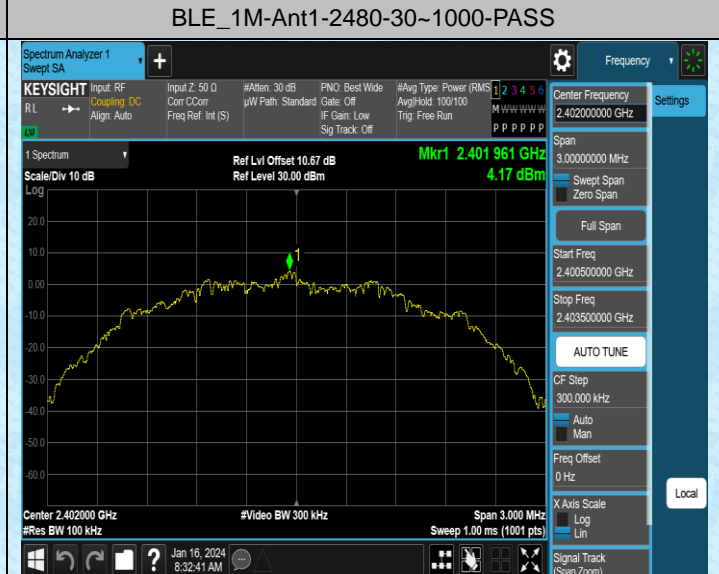 BLE_1M-Ant1-2480-30~1000-PASS
Spectrum Analyzer 1
Swept SA
Frequency
KEYSIGHT
RL
Input: RF
Coupling: DC
Align: Auto
Input Z: 50 Ω
Corr CCorr
Freq Ref: Int (S)
#Atten: 30 dB
µW Path: Standard
PNO: Best Wide
Gate: Off
IF Gain: Low
Sig Track: Off
#Avg Type: Power (RMS
Avg|Hold: 100/100
Trig: Free Run
1 2 3 4 5 6
M W W W W W
P P P P P P
LXI
1 Spectrum
Scale/Div 10 dB
Log
Ref Lvl Offset 10.67 dB
Ref Level 30.00 dBm
Mkr1 2.401 961 GHz
4.17 dBm
1
20.0
10.0
0.00
-10.0
-20.0
-30.0
-40.0
-50.0
-60.0
Center 2.402000 GHz
#Res BW 100 kHz
#Video BW 300 kHz
Span 3.000 MHz
Sweep 1.00 ms (1001 pts)
Jan 16, 2024
8:32:41 AM
Center Frequency
2.402000000 GHz
Span
3.00000000 MHz
Swept Span
Zero Span
Full Span
Start Freq
2.400500000 GHz
Stop Freq
2.403500000 GHz
AUTO TUNE
CF Step
300.000 kHz
Auto
Man
Freq Offset
0 Hz
X Axis Scale
Log
Lin
Signal Track
(Span Zoom)
Settings
Local